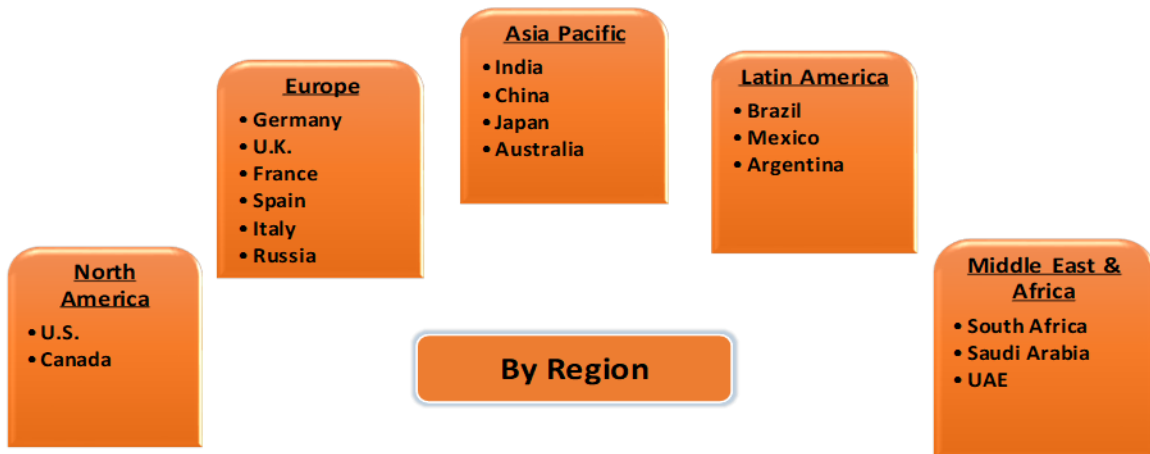 North
America
• U.S.
• Canada
Europe
• Germany
• U.K.
• France
• Spain
• Italy
• Russia
Asia Pacific
• India
• China
• Japan
• Australia
Latin America
• Brazil
• Mexico
• Argentina
Middle East &
Africa
• South Africa
• Saudi Arabia
• UAE
By Region